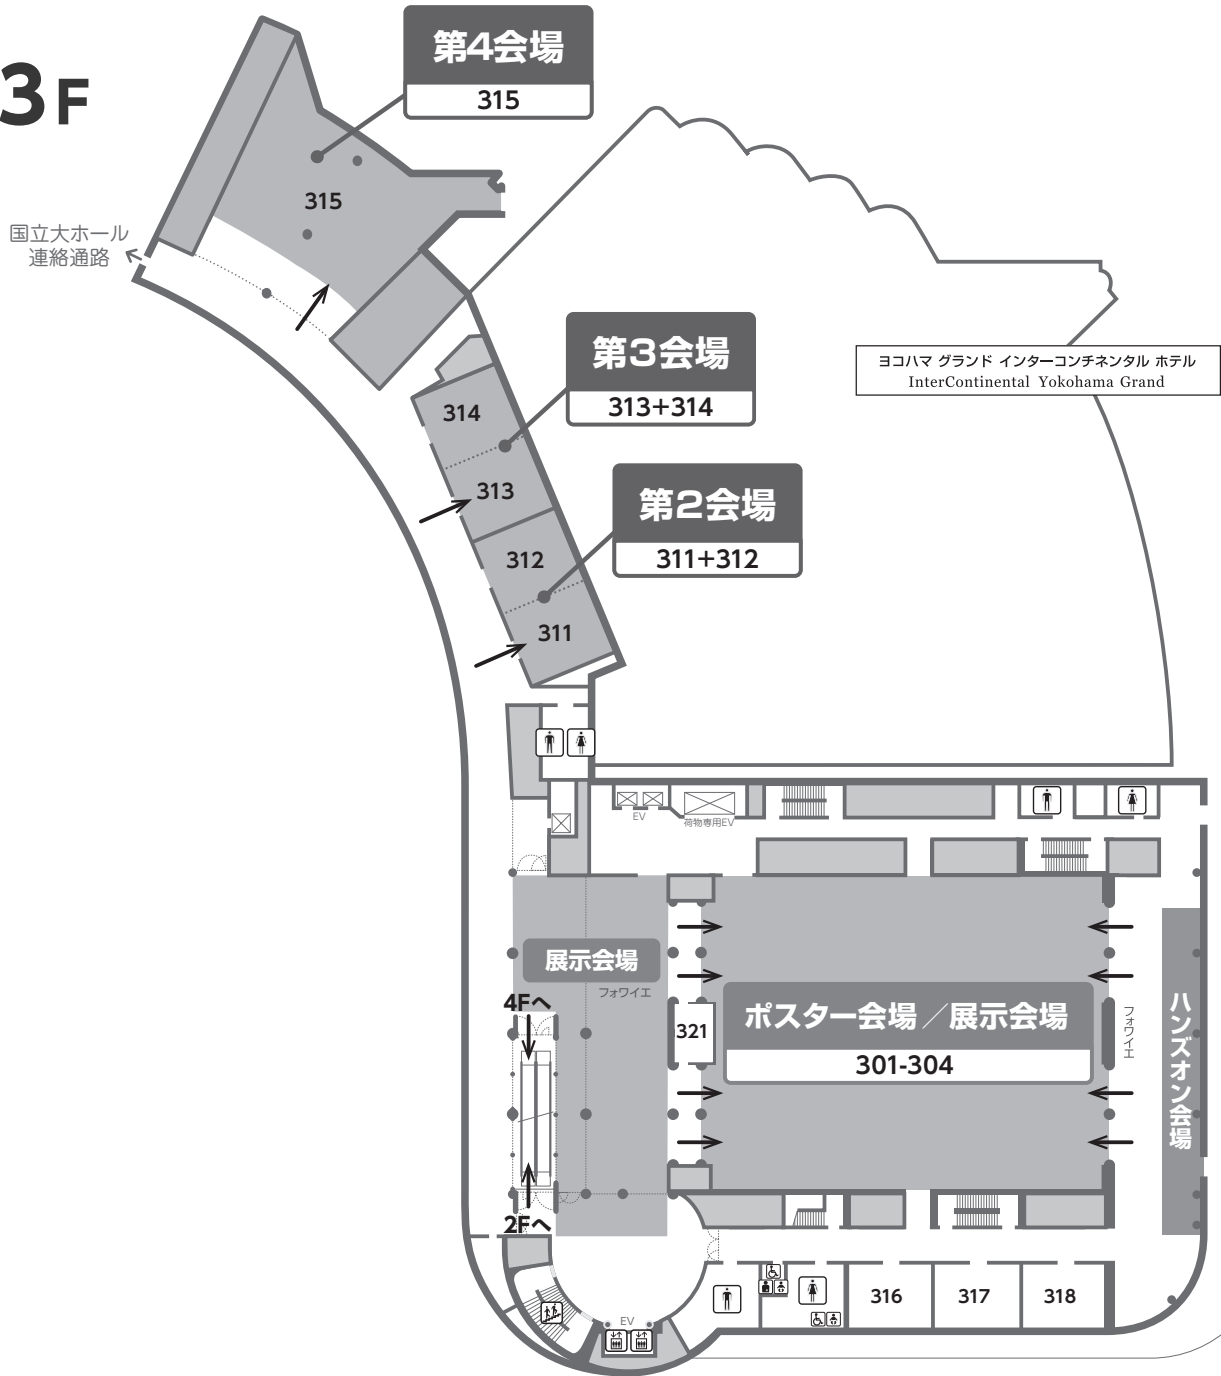 3F
第4会場
315
315
国立大ホール
連絡通路
第3会場
313+314
ヨコハマ グランド インターコンチネンタル ホテル
InterContinental Yokohama Grand
314
313
第2会場
311+312
312
311
EV
荷物専用EV
展示会場
フォワイエ
4Fへ
321
ポスター会場／展示会場
301-304
フォワイエ
ハンズオン会場
2Fへ
EV
316
317
318